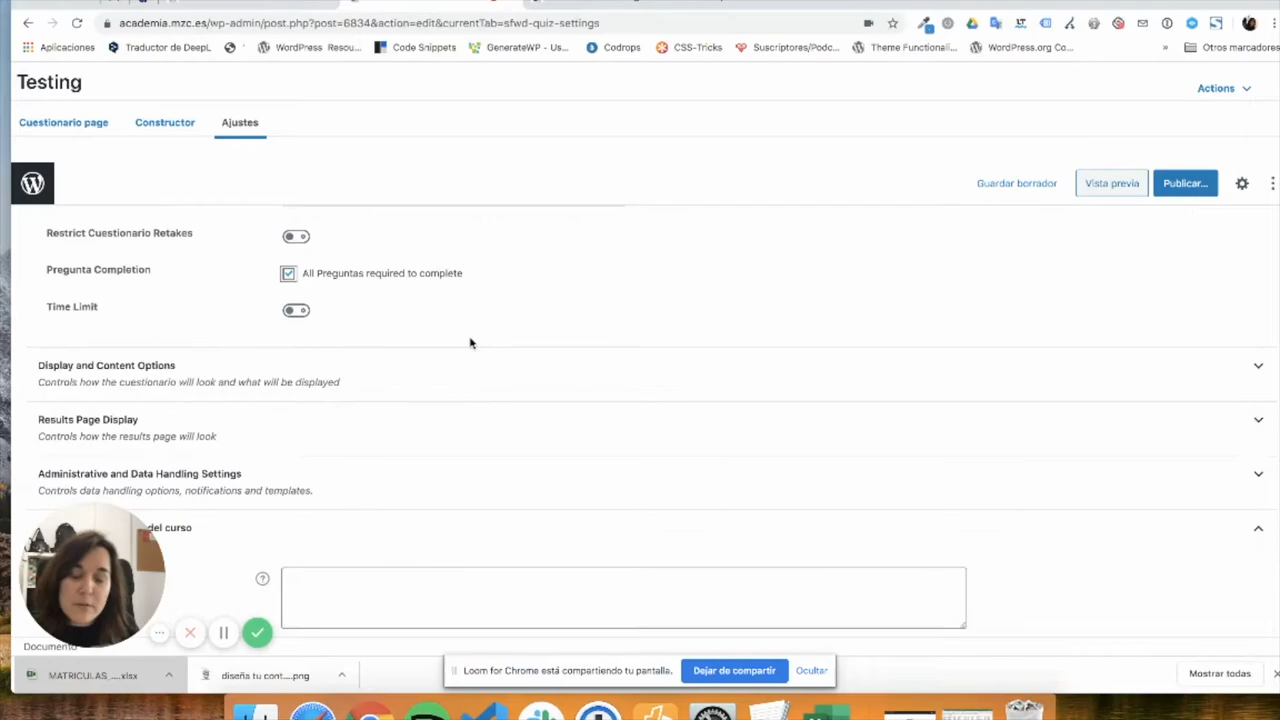 academia.mzc.es/wp-admin/post.php?post=6834&action=edit&currentTab=sfwd-quiz-settings
Aplicaciones Traductor de DeepL WordPress Resou... Code Snippets GenerateWP - Us... Codrops CSS-Tricks Suscriptores/Podc... Theme Functionali... WordPress.org Co... » Otros marcadores
Testing
Actions
Cuestionario page Constructor Ajustes
Guardar borrador Vista previa Publicar...
Restrict Cuestionario Retakes
Pregunta Completion All Preguntas required to complete
Time Limit
Display and Content Options
Controls how the cuestionario will look and what will be displayed
Results Page Display
Controls how the results page will look
Administrative and Data Handling Settings
Controls data handling options, notifications and templates.
del curso
Documento
MATRICULAS_....xlsx diseña tu cont....png Loom for Chrome está compartiendo tu pantalla. Dejar de compartir Ocultar Mostrar todas